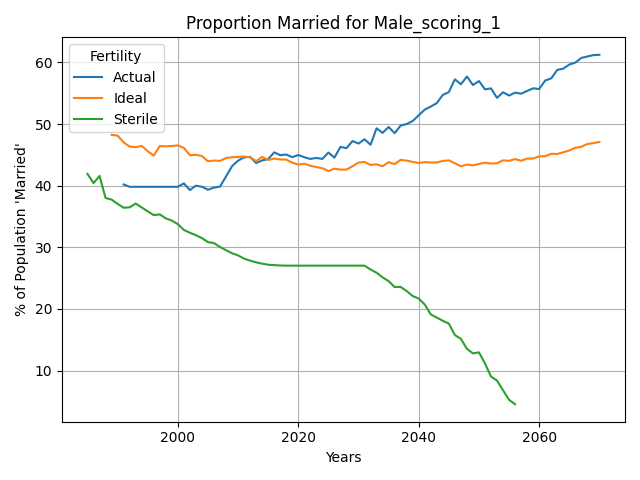 Proportion Married for Male_scoring_1
Fertility
Actual
Ideal
Sterile
% of Population 'Married'
60
50
40
30
20
10
2000
2020
2040
2060
Years